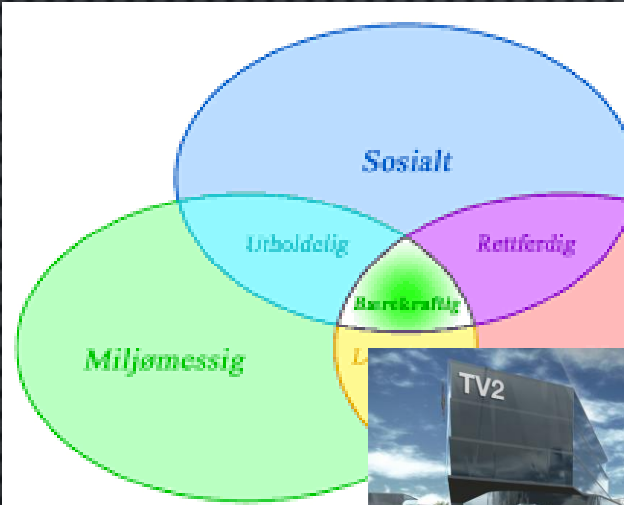 Sosialt
Utholdelig
Rettferdig
Bærekraftig
Miljømessig
TV2